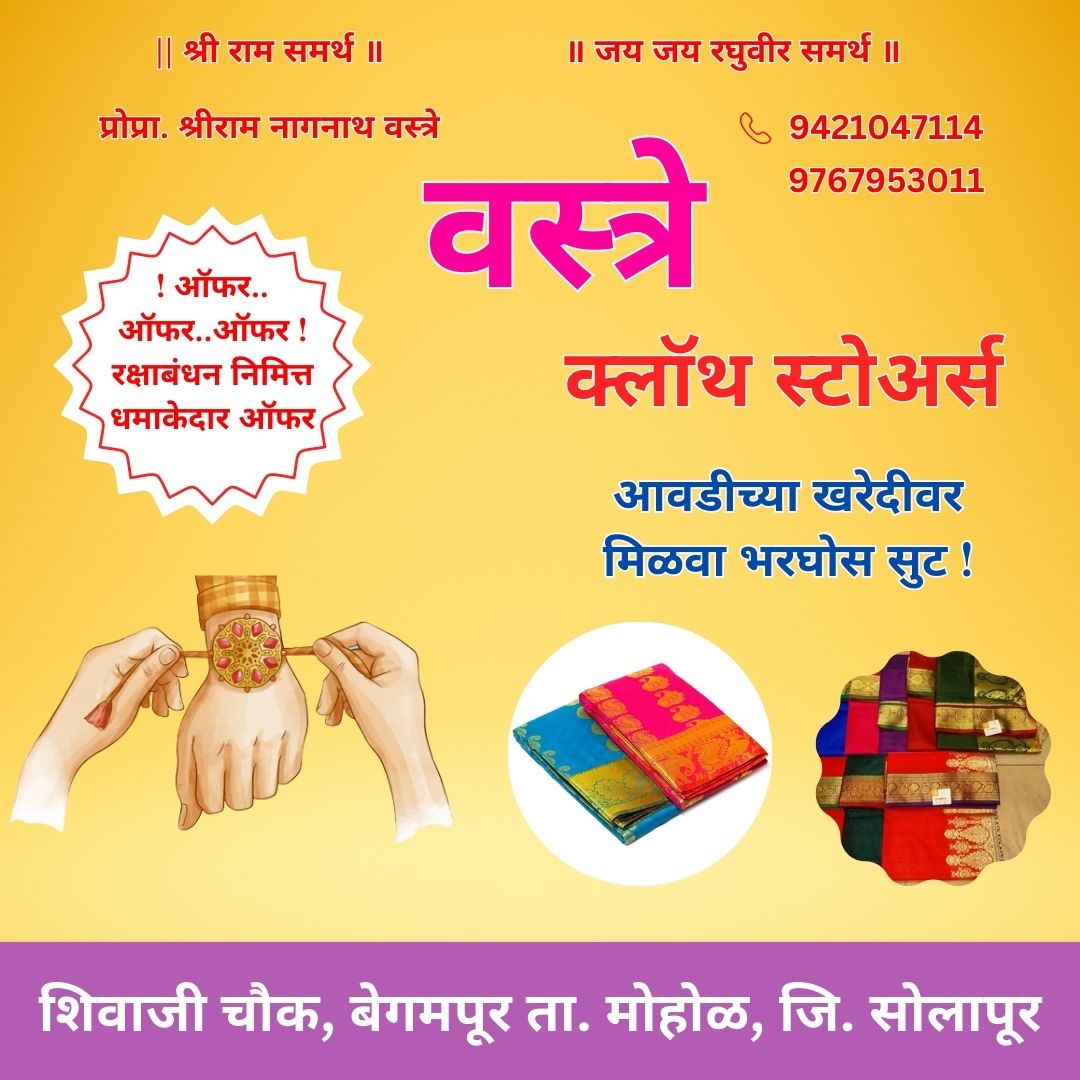 || श्री राम समर्थ ॥
॥ जय जय रघुवीर समर्थ ॥
प्रोप्रा. श्रीराम नागनाथ वस्त्रे
9421047114
9767953011
वस्त्रे
क्लॉथ स्टोअर्स
! ऑफर..
ऑफर..ऑफर !
रक्षाबंधन निमित्त
धमाकेदार ऑफर
आवडीच्या खरेदीवर
मिळवा भरघोस सुट !
शिवाजी चौक, बेगमपूर ता. मोहोळ, जि. सोलापूर